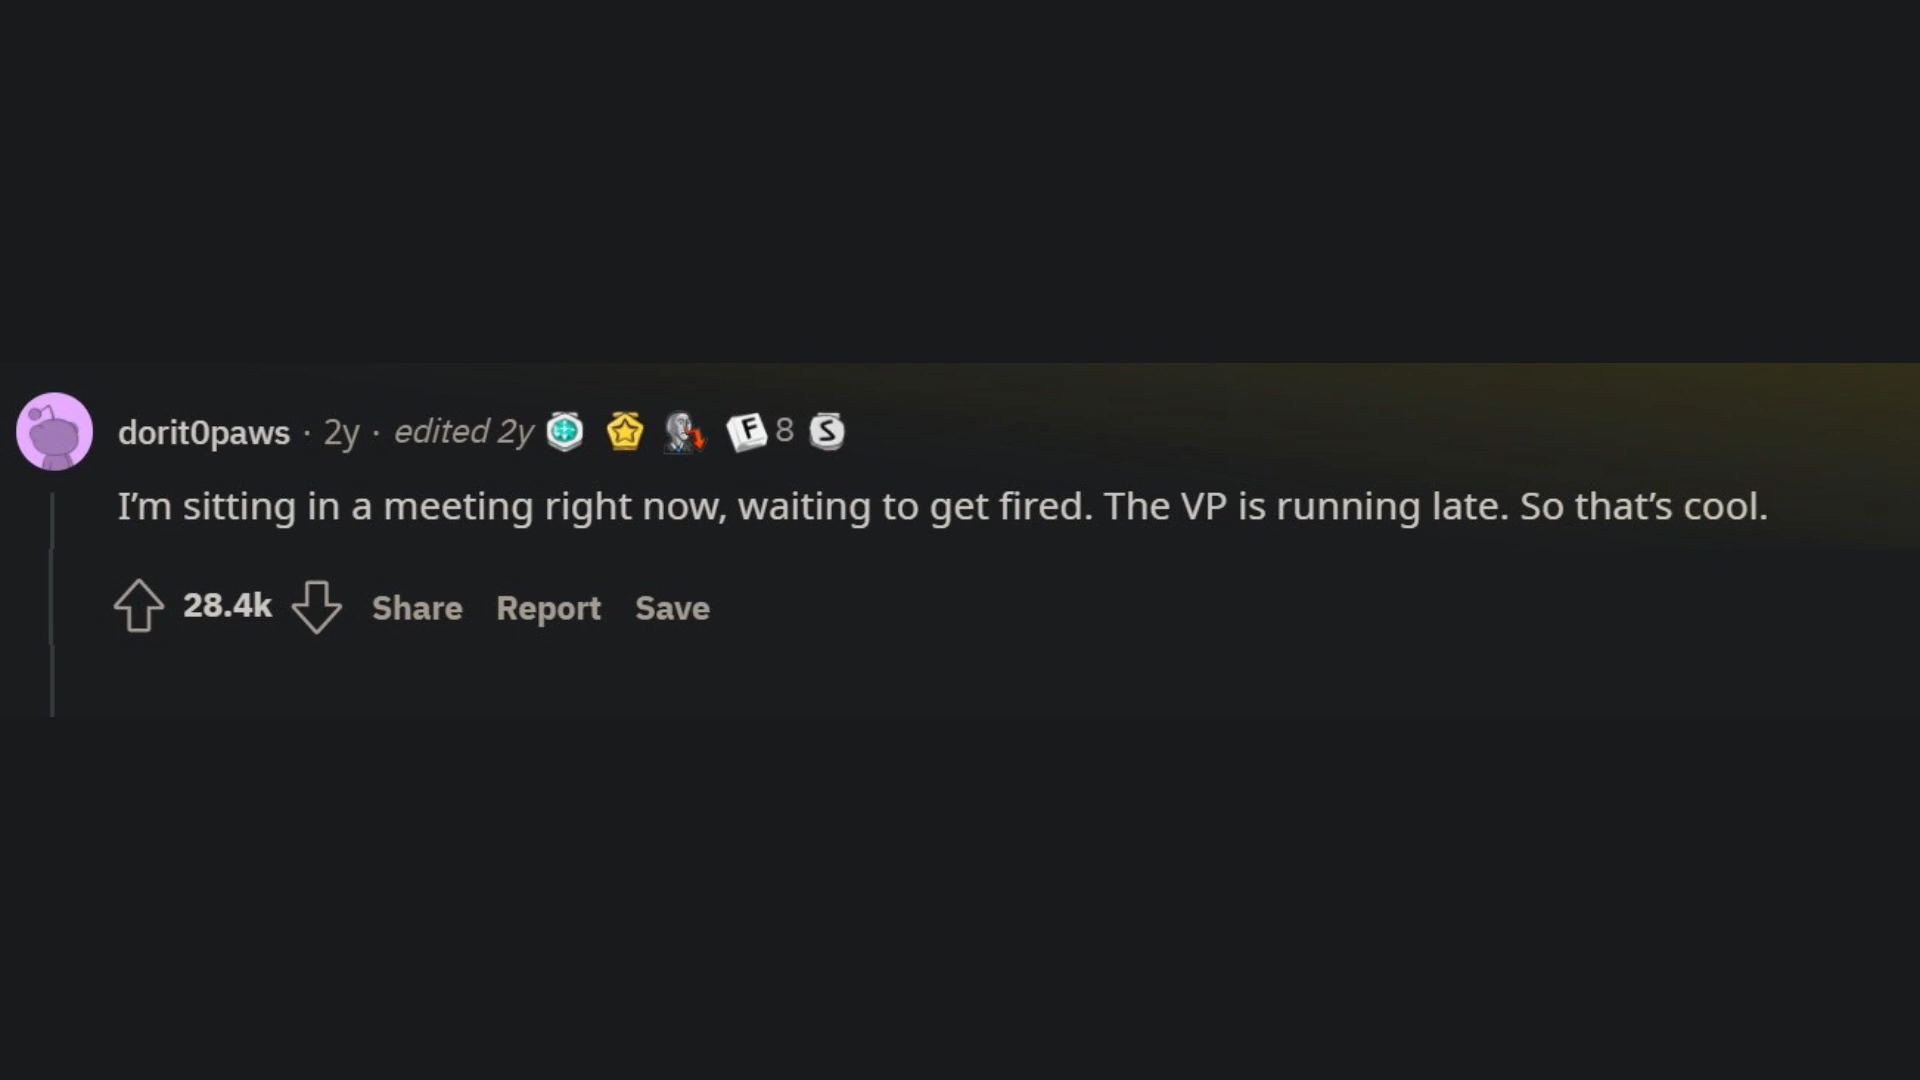 dorit0paws · 2y · edited 2y F 8 S
I’m sitting in a meeting right now, waiting to get fired. The VP is running late. So that’s cool.
28.4k Share Report Save